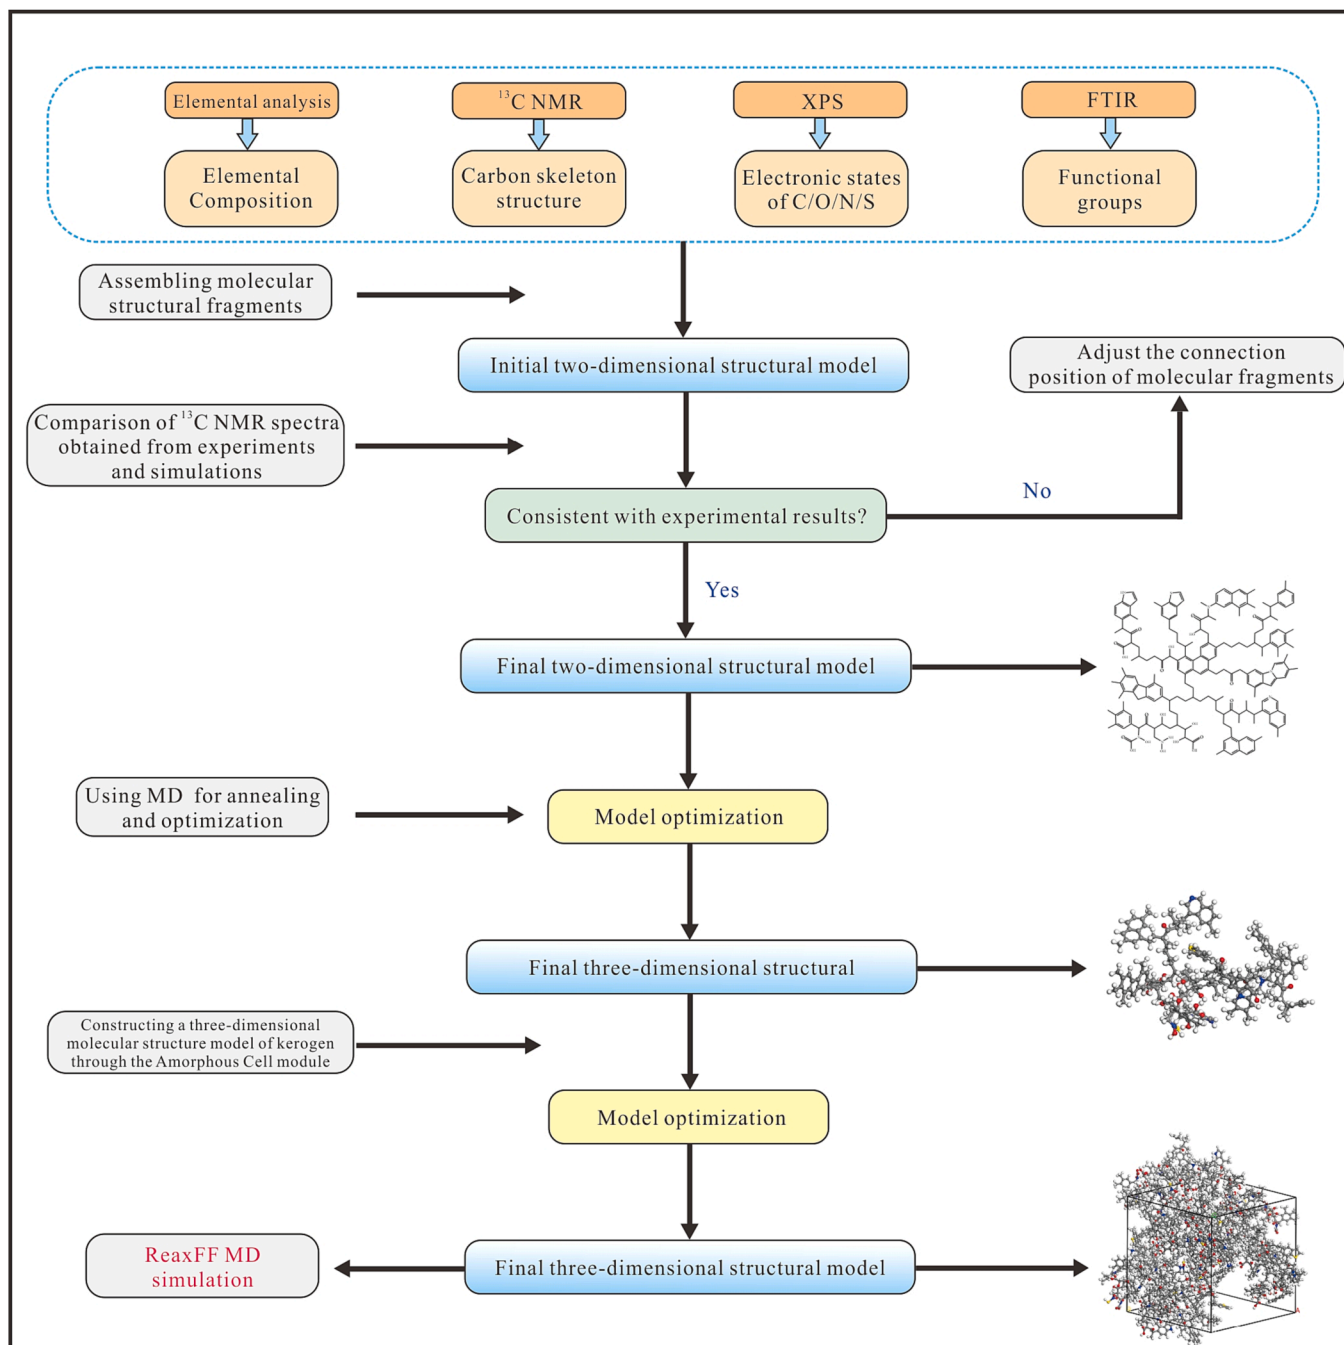 Elemental analysis
¹³C NMR
XPS
FTIR
Elemental
Composition
Carbon skeleton
structure
Electronic states
of C/O/N/S
Functional
groups
Assembling molecular
structural fragments
Initial two-dimensional structural model
Adjust the connection
position of molecular fragments
Comparison of ¹³C NMR spectra
obtained from experiments
and simulations
Consistent with experimental results?
No
Yes
Final two-dimensional structural model
Using MD for annealing
and optimization
Model optimization
Final three-dimensional structural
Constructing a three-dimensional
molecular structure model of kerogen
through the Amorphous Cell module
Model optimization
Final three-dimensional structural model
ReaxFF MD
simulation